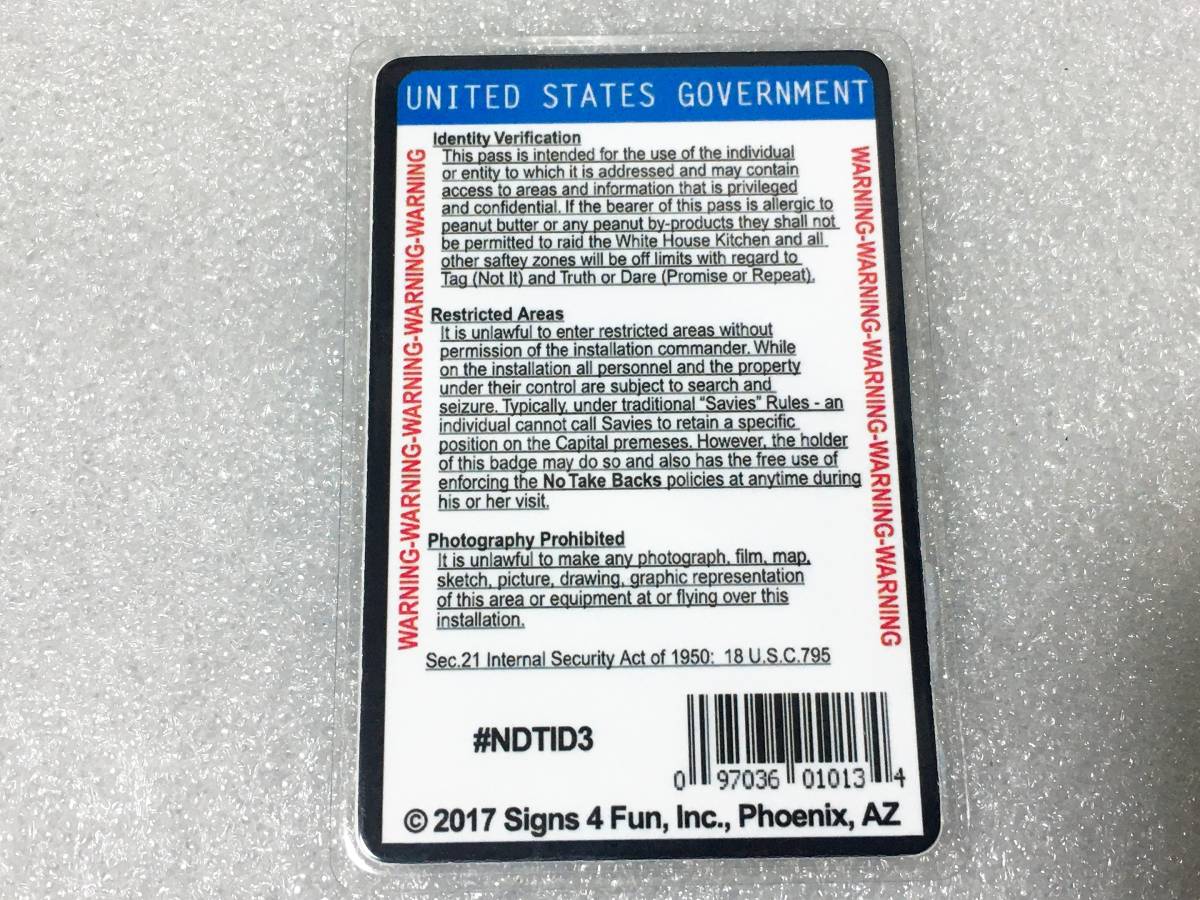 UNITED STATES GOVERNMENT
WARNING-WARNING-WARNING-WARNING-WARNING-WARNING
Identity Verification
This pass is intended for the use of the individual
or entity to which it is addressed and may contain
access to areas and information that is privileged
and confidential. If the bearer of this pass is allergic to
peanut butter or any peanut by-products they shall not
be permitted to raid the White House Kitchen and all
other saftey zones will be off limits with regard to
Tag (Not It) and Truth or Dare (Promise or Repeat).
Restricted Areas
It is unlawful to enter restricted areas without
permission of the installation commander. While
on the installation all personnel and the property
under their control are subject to search and
seizure. Typically, under traditional "Savies" Rules - an
individual cannot call Savies to retain a specific
position on the Capital premeses. However, the holder
of this badge may do so and also has the free use of
enforcing the No Take Backs policies at anytime during
his or her visit.
Photography Prohibited
It is unlawful to make any photograph, film, map,
sketch, picture, drawing, graphic representation
of this area or equipment at or flying over this
installation.
WARNING-WARNING-WARNING-WARNING-WARNING-WARNING
Sec.21 Internal Security Act of 1950: 18 U.S.C.795
#NDTID3
0 97036 01013 4
© 2017 Signs 4 Fun, Inc., Phoenix, AZ